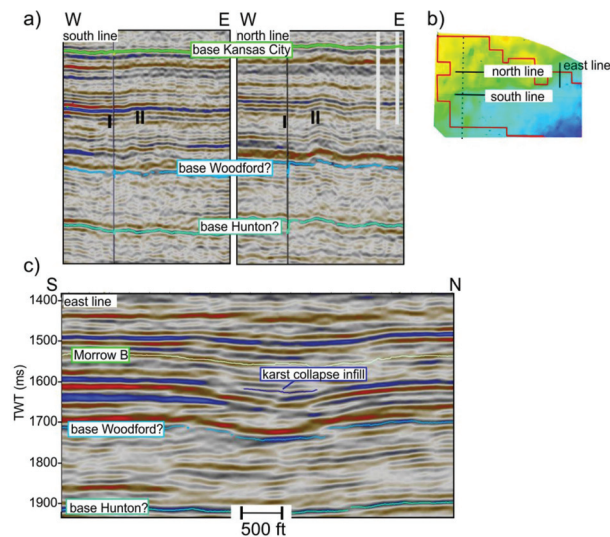 a)
W
E
W
E
south line
north line
base Kansas City
I
II
I
II
base Woodford?
base Hunton?
b)
east line
north line
south line
c)
S
N
1400
east line
1500
Morrow B
karst collapse infill
1600
TWT (ms)
1700
base Woodford?
1800
1900
base Hunton?
500 ft